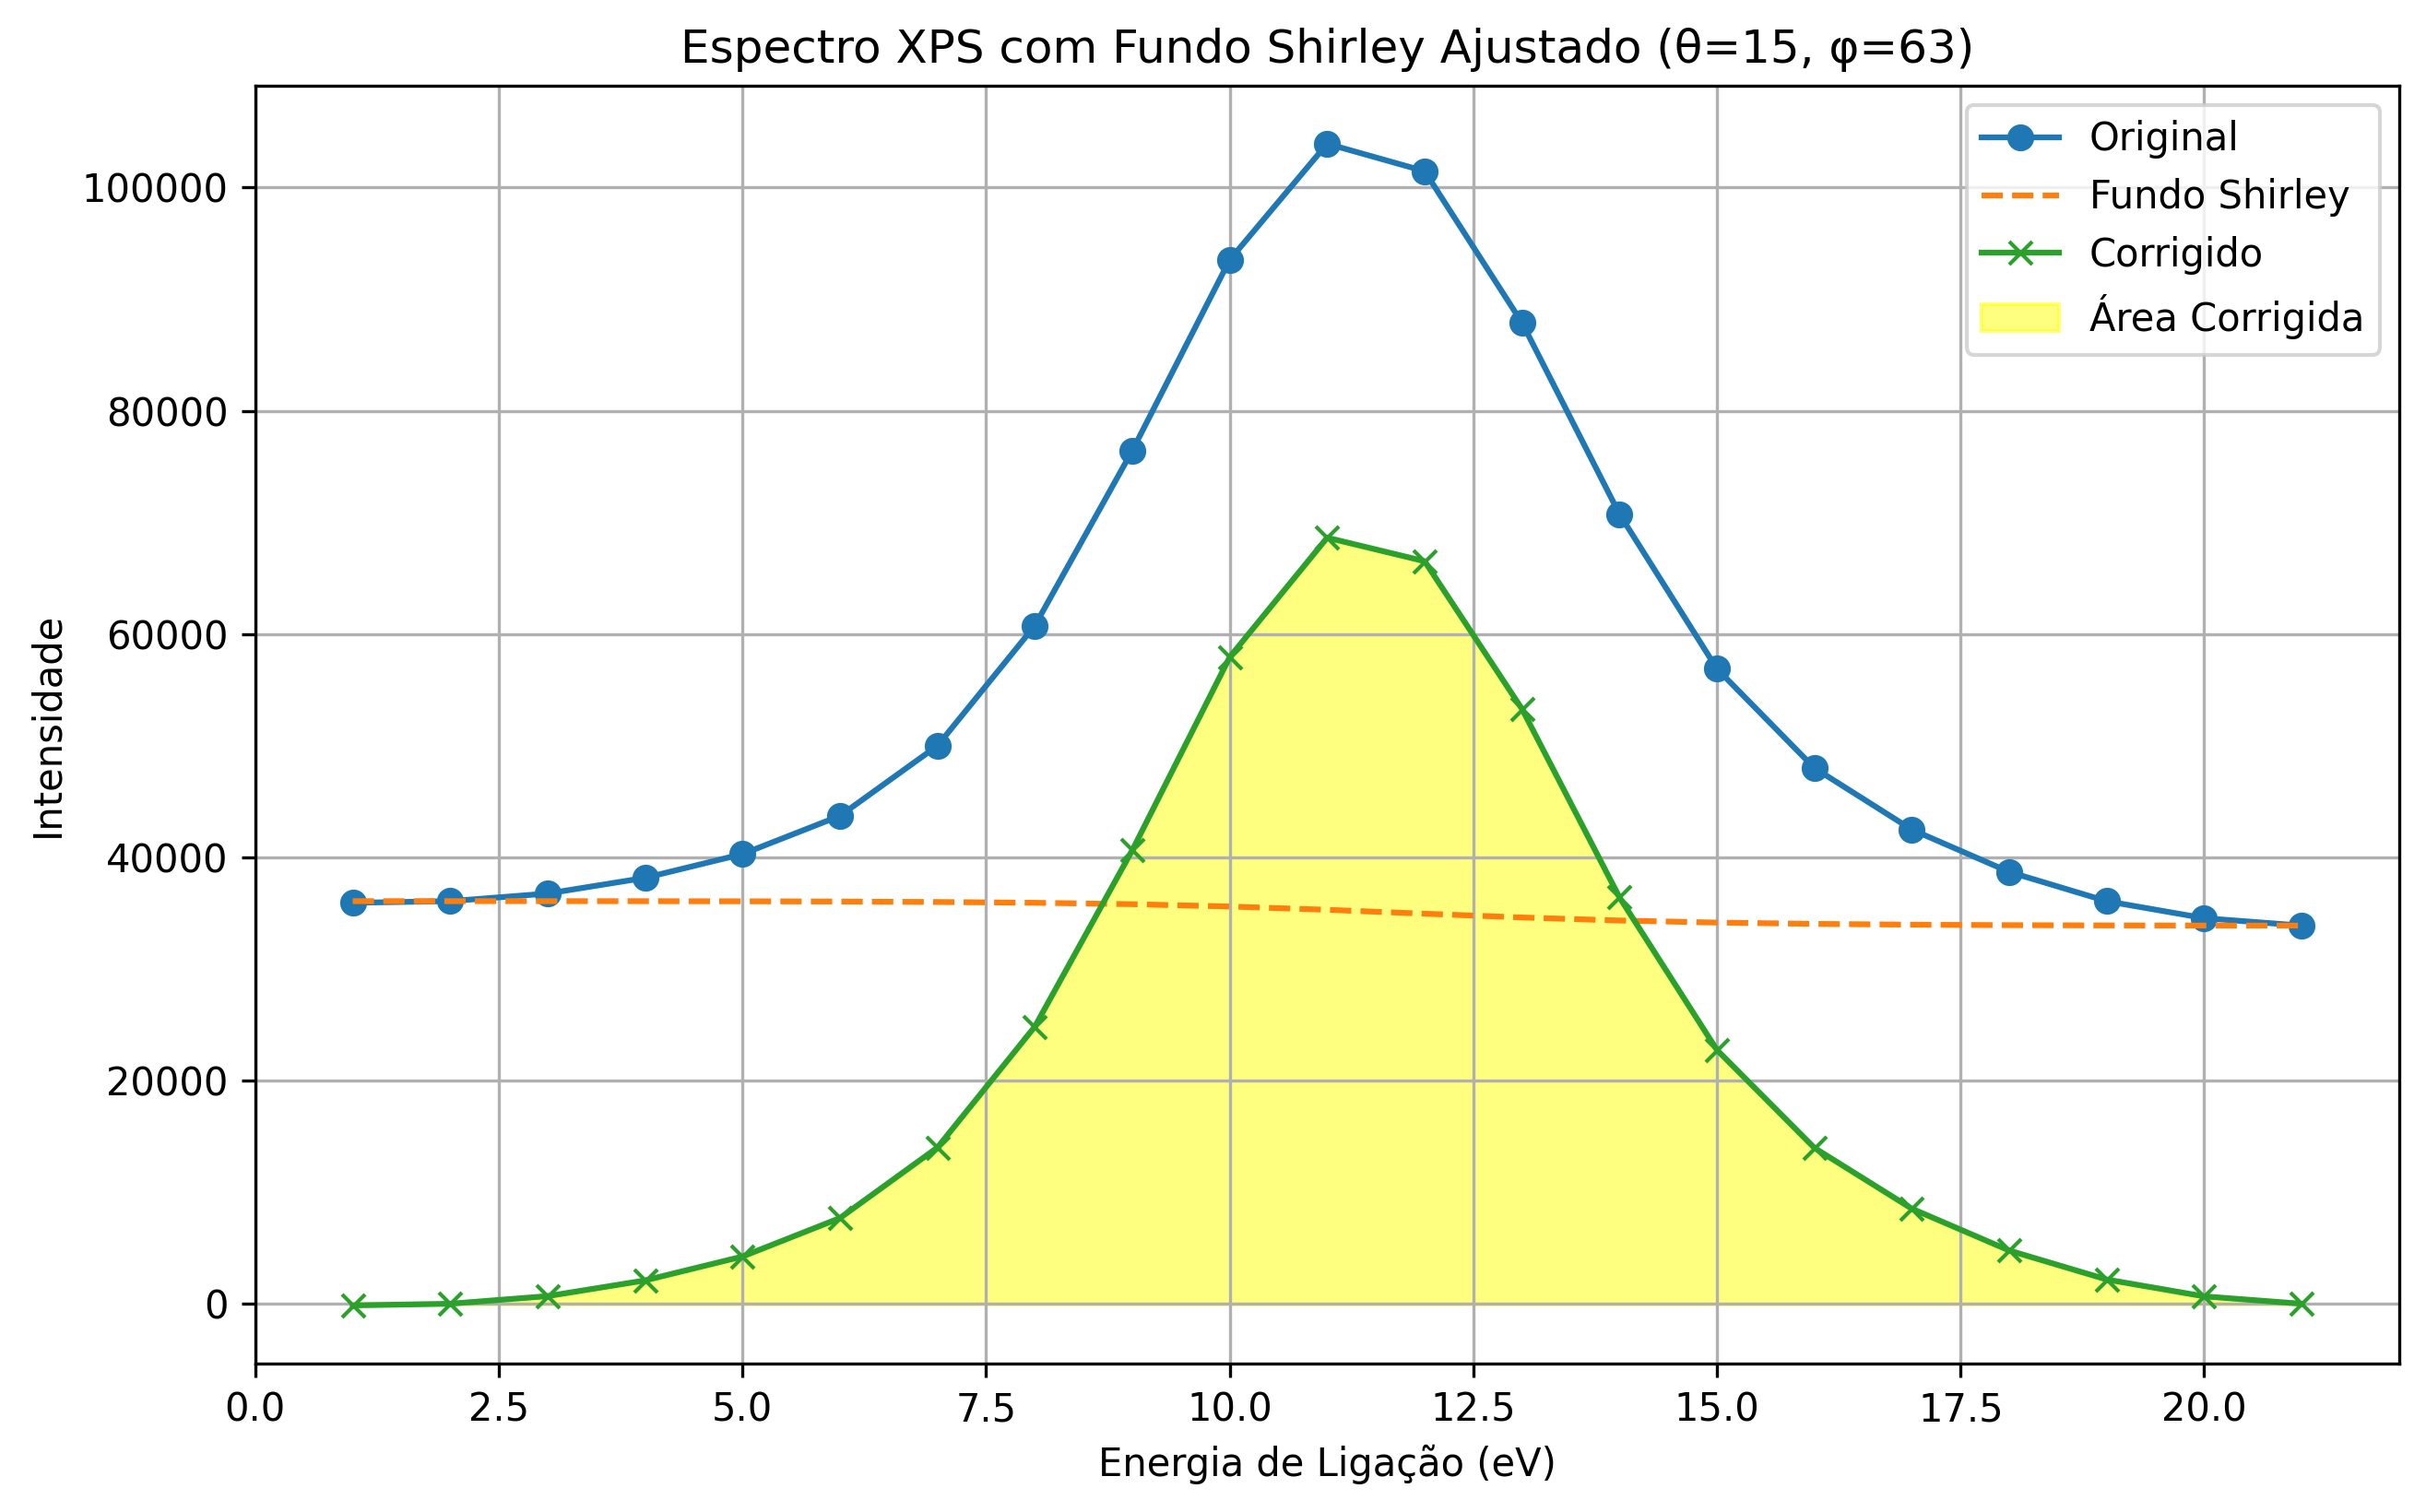 Espectro XPS com Fundo Shirley Ajustado (θ=15, φ=63)
Original
Fundo Shirley
Corrigido
Área Corrigida
Intensidade
100000
80000
60000
40000
20000
0
0.0 2.5 5.0 7.5 10.0 12.5 15.0 17.5 20.0
Energia de Ligação (eV)